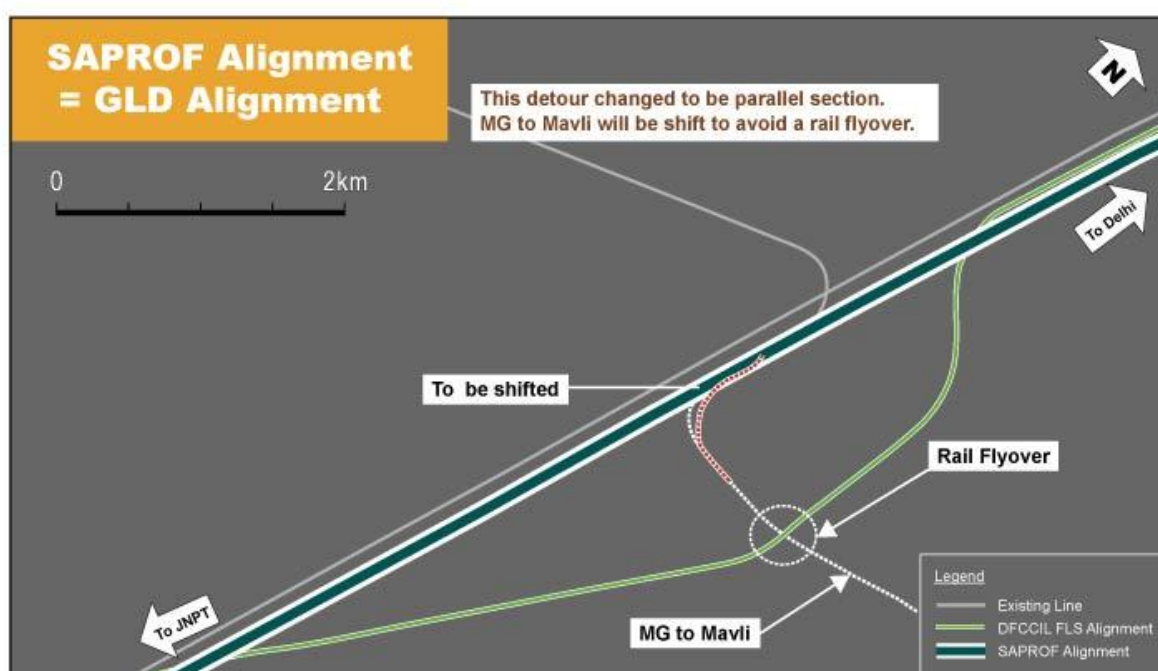 SAPROF Alignment
= GLD Alignment
This detour changed to be parallel section.
MG to Mavli will be shift to avoid a rail flyover.
N
0 2km
To Delhi
To be shifted
Rail Flyover
To JNPT
MG to Mavli
Legend
Existing Line
DFCCIL FLS Alignment
SAPROF Alignment